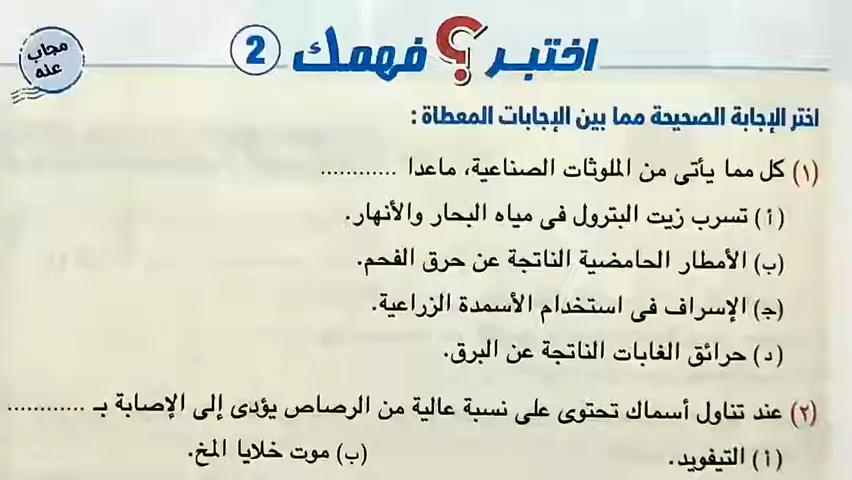 مجاب عنه
اختبر ؟ فهمك 2
اختر الإجابة الصحيحة مما بين الإجابات المعطاة :
(١) كل مما يأتى من الملوثات الصناعية، ماعدا ............
(أ) تسرب زيت البترول فى مياه البحار والأنهار.
(ب) الأمطار الحامضية الناتجة عن حرق الفحم.
(ج) الإسراف فى استخدام الأسمدة الزراعية.
(د) حرائق الغابات الناتجة عن البرق.
(٢) عند تناول أسماك تحتوى على نسبة عالية من الرصاص يؤدى إلى الإصابة بـ ............
(أ) التيفويد. (ب) موت خلايا المخ.